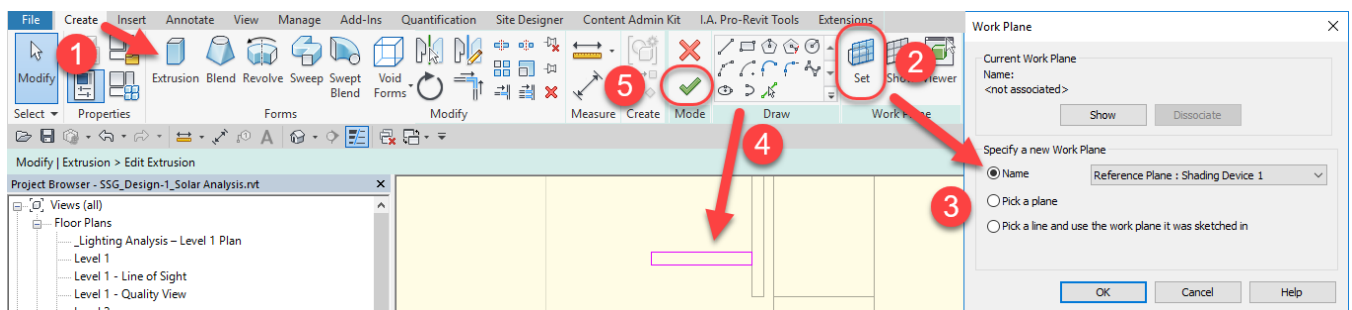 File Create Insert Annotate View Manage Add-Ins Quantification Site Designer Content Admin Kit I.A. Pro-Revit Tools Extensions
1
2
5
Modify
Extrusion Blend Revolve Sweep Swept Blend Void Forms
Set
Viewer
Select Properties Forms Modify Measure Create Mode Draw
Modify | Extrusion > Edit Extrusion
4
Project Browser - SSG_Design-1_Solar Analysis.rvt
Views (all)
Floor Plans
_Lighting Analysis – Level 1 Plan
Level 1
Level 1 - Line of Sight
Level 1 - Quality View
Work Plane
Current Work Plane
Name:
<not associated>
Show Dissociate
Specify a new Work Plane
3
Name Reference Plane : Shading Device 1
Pick a plane
Pick a line and use the work plane it was sketched in
OK Cancel Help